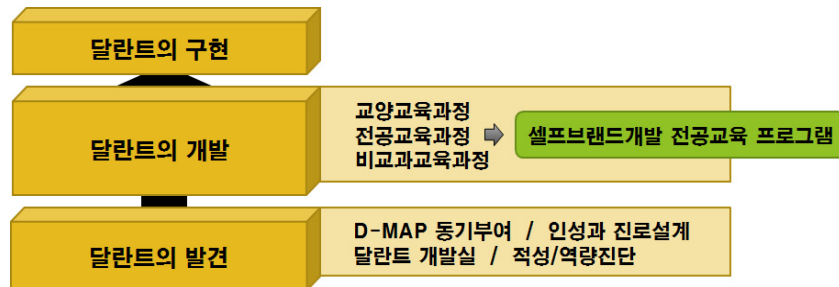 달란트의 구현
달란트의 개발
교양교육과정
전공교육과정
비교과교육과정
셀프브랜드개발 전공교육 프로그램
달란트의 발견
D-MAP 동기부여 / 인성과 진로설계
달란트 개발실 / 적성/역량진단